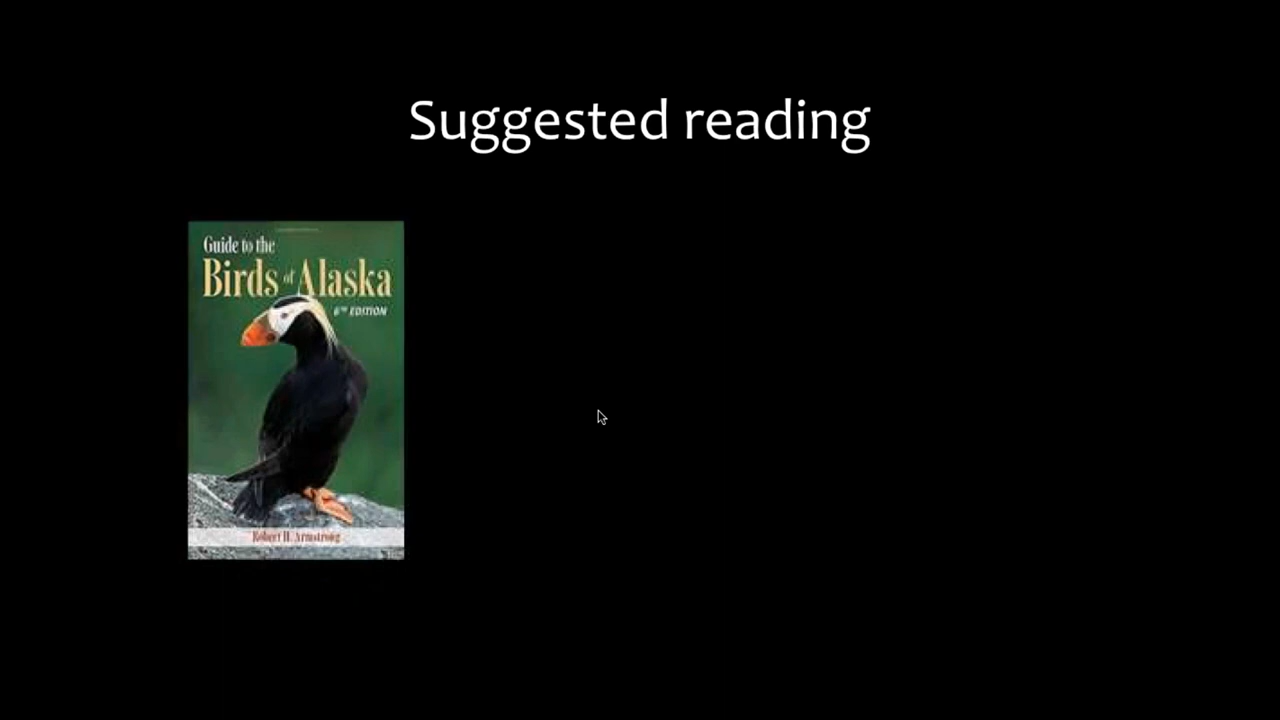 Suggested reading
Guide to the
Birds of Alaska
6TH EDITION
Robert H. Armstrong